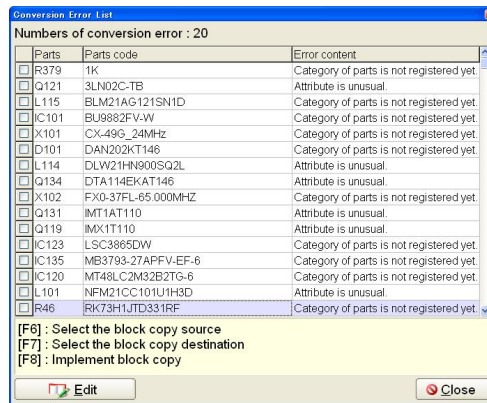 Conversion Error List
Numbers of conversion error : 20
Parts Parts code Error content
R379 1K Category of parts is not registered yet.
Q121 3LN02C-TB Attribute is unusual.
L115 BLM21AG121SN1D Category of parts is not registered yet.
IC101 BU9882FV-W Category of parts is not registered yet.
X101 CX-49G_24MHz Category of parts is not registered yet.
D101 DAN202KT146 Category of parts is not registered yet.
L114 DLW21HN900SQ2L Attribute is unusual.
Q134 DTA114EKAT146 Attribute is unusual.
X102 FX0-37FL-65.000MHZ Category of parts is not registered yet.
Q131 IMT1AT110 Attribute is unusual.
Q119 IMX1T110 Attribute is unusual.
IC123 LSC3865DW Category of parts is not registered yet.
IC135 MB3793-27APFV-EF-6 Category of parts is not registered yet.
IC120 MT48LC2M32B2TG-6 Category of parts is not registered yet.
L101 NFM21CC101U1H3D Attribute is unusual.
R46 RK73H1JTD331RF Category of parts is not registered yet.
[F6] : Select the block copy source
[F7] : Select the block copy destination
[F8] : Implement block copy
Edit Close